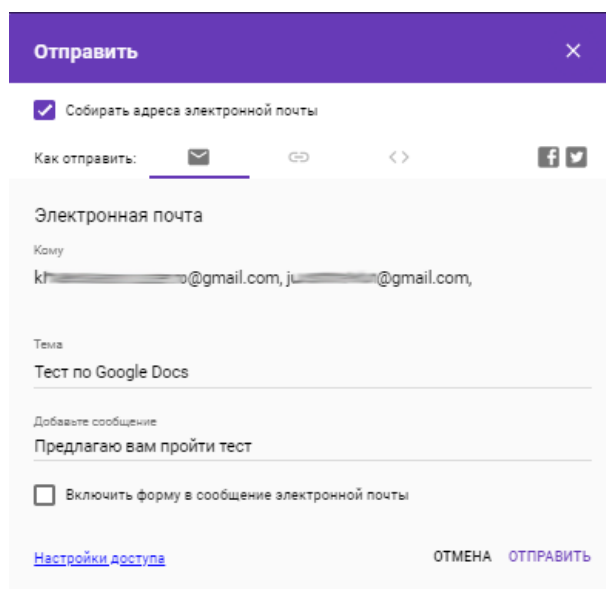 Отправить
Собирать адреса электронной почты
Как отправить:
Электронная почта
Кому
@gmail.com, @gmail.com,
Тема
Тест по Google Docs
Добавьте сообщение
Предлагаю вам пройти тест
Включить форму в сообщение электронной почты
Настройки доступа ОТМЕНА ОТПРАВИТЬ